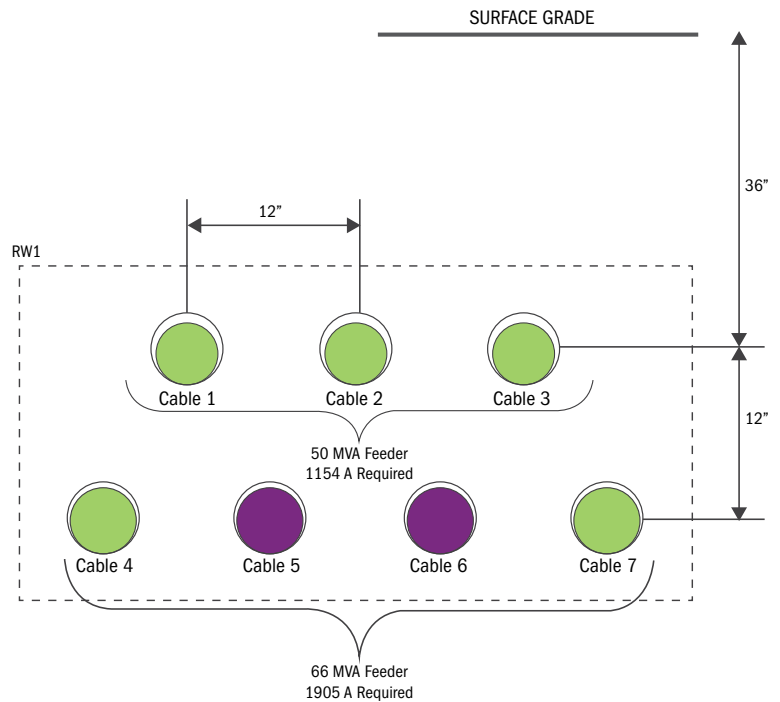 SURFACE GRADE
36”
12”
RW1
Cable 1
Cable 2
Cable 3
12”
50 MVA Feeder
1154 A Required
Cable 4
Cable 5
Cable 6
Cable 7
66 MVA Feeder
1905 A Required